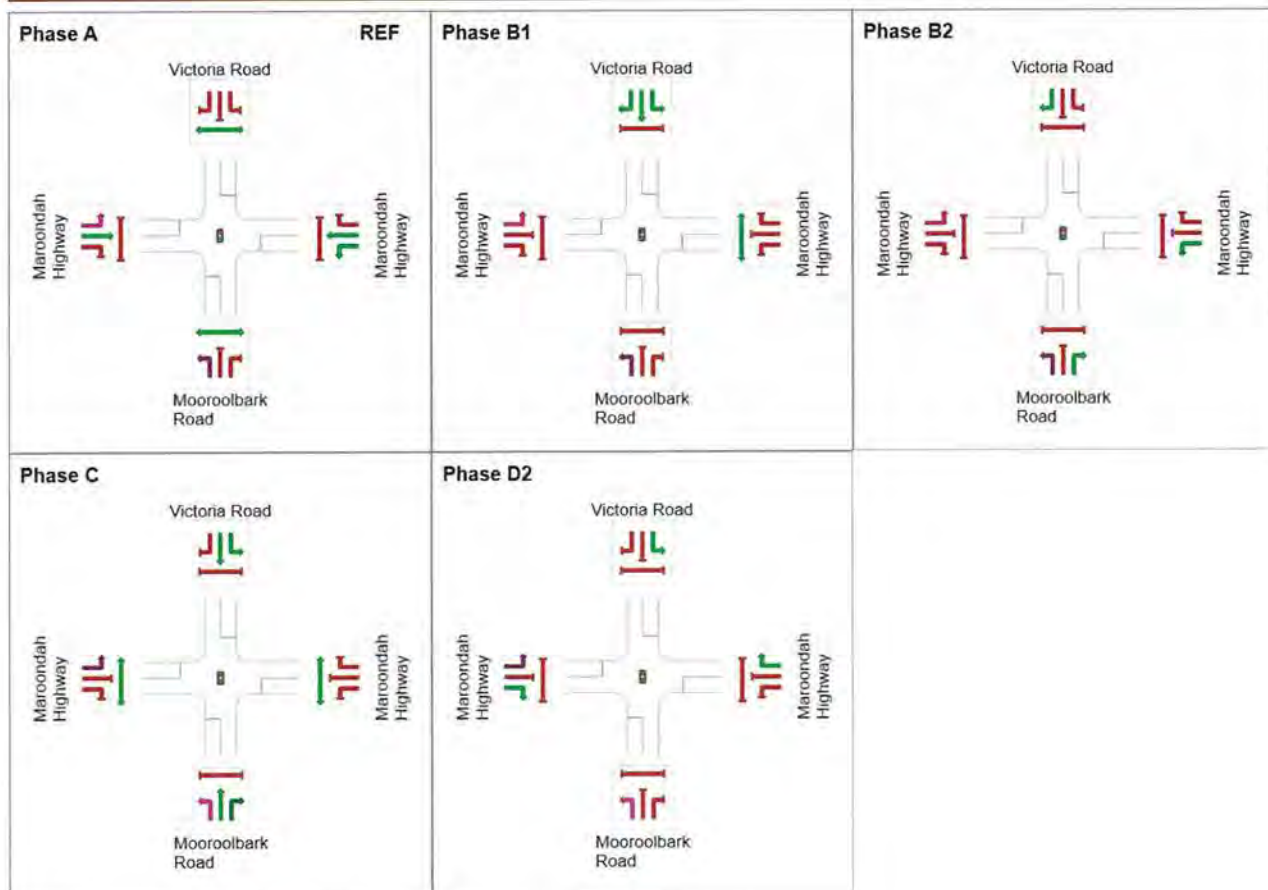 Phase A
REF
Victoria Road
Maroondah
Highway
Maroondah
Highway
Mooroolbark
Road
Phase B1
Victoria Road
Maroondah
Highway
Maroondah
Highway
Mooroolbark
Road
Phase B2
Victoria Road
Maroondah
Highway
Maroondah
Highway
Mooroolbark
Road
Phase C
Victoria Road
Maroondah
Highway
Maroondah
Highway
Mooroolbark
Road
Phase D2
Victoria Road
Maroondah
Highway
Maroondah
Highway
Mooroolbark
Road